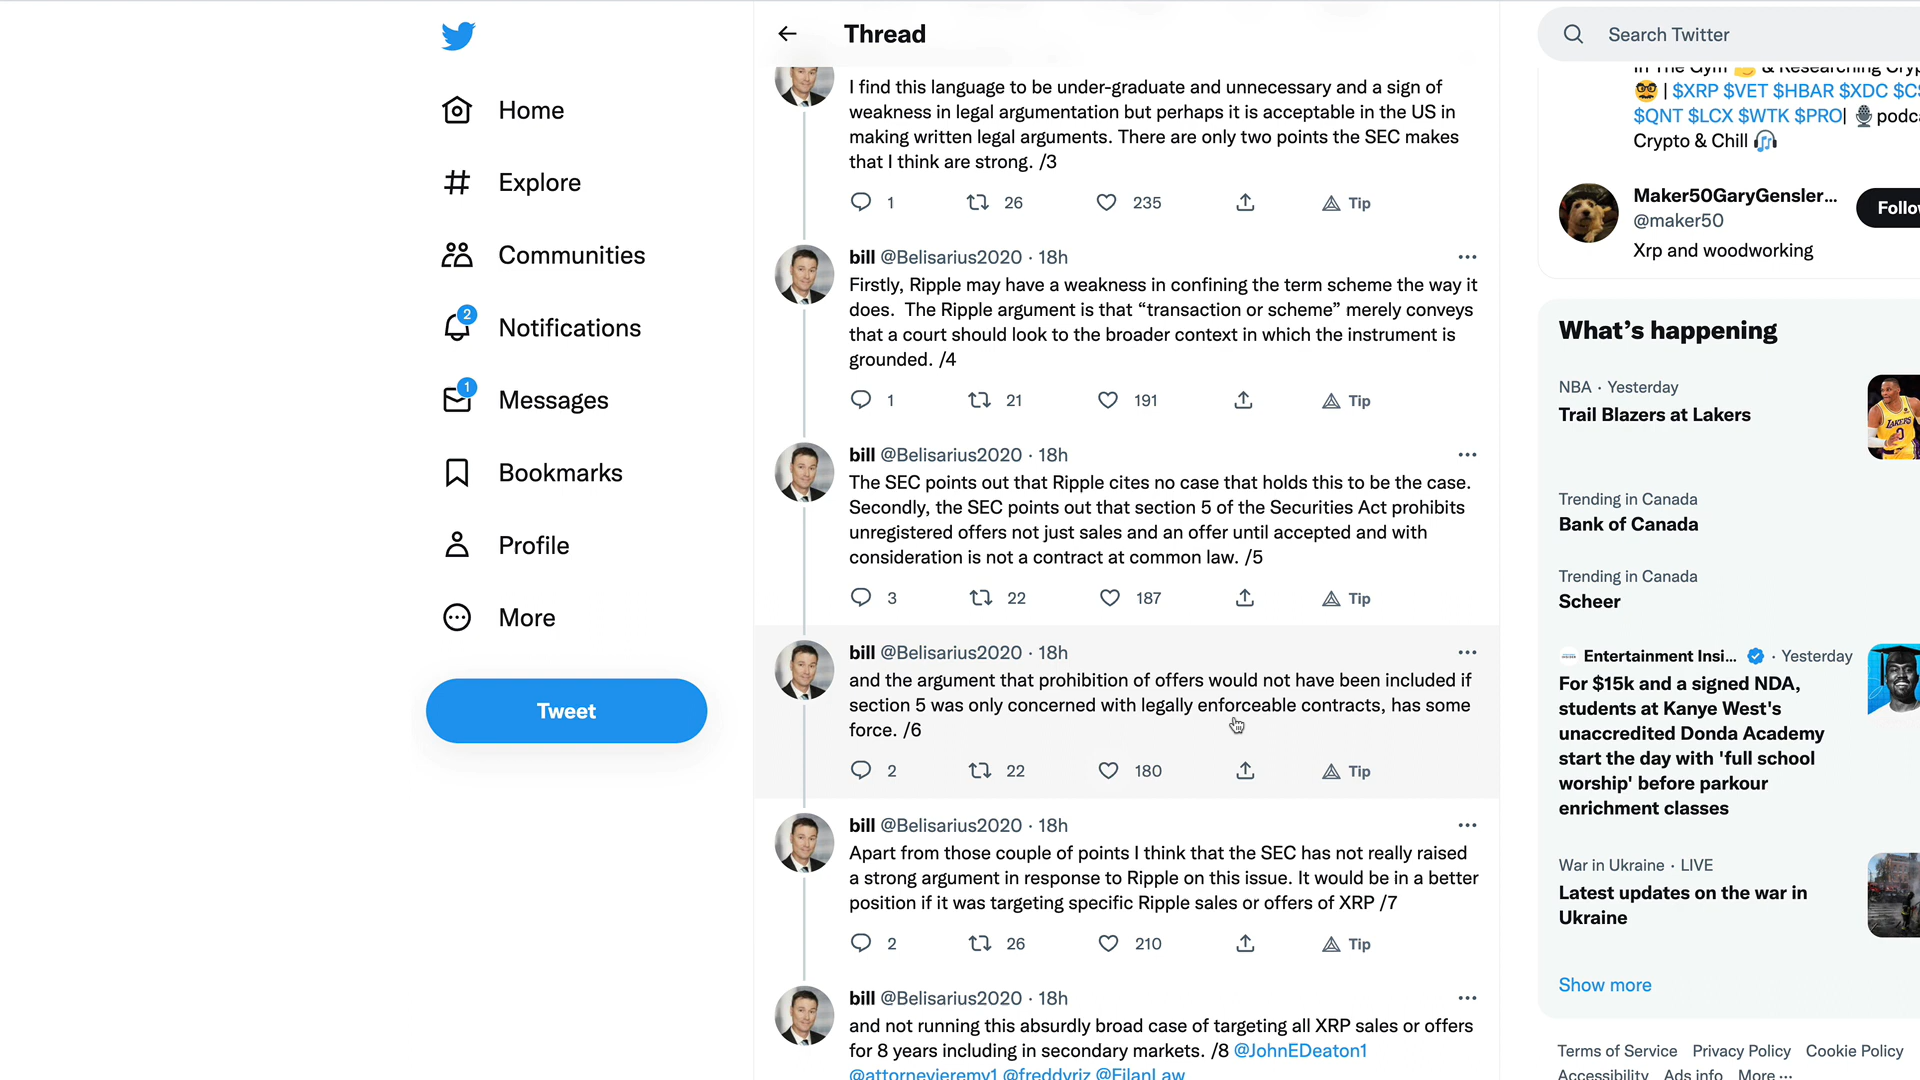 Home
Explore
Communities
2
Notifications
1
Messages
Bookmarks
Profile
More
Tweet
Thread
I find this language to be under-graduate and unnecessary and a sign of
weakness in legal argumentation but perhaps it is acceptable in the US in
making written legal arguments. There are only two points the SEC makes
that I think are strong. /3
1 26 235 Tip
bill @Belisarius2020 · 18h
Firstly, Ripple may have a weakness in confining the term scheme the way it
does. The Ripple argument is that “transaction or scheme” merely conveys
that a court should look to the broader context in which the instrument is
grounded. /4
1 21 191 Tip
bill @Belisarius2020 · 18h
The SEC points out that Ripple cites no case that holds this to be the case.
Secondly, the SEC points out that section 5 of the Securities Act prohibits
unregistered offers not just sales and an offer until accepted and with
consideration is not a contract at common law. /5
3 22 187 Tip
bill @Belisarius2020 · 18h
and the argument that prohibition of offers would not have been included if
section 5 was only concerned with legally enforceable contracts, has some
force. /6
2 22 180 Tip
bill @Belisarius2020 · 18h
Apart from those couple of points I think that the SEC has not really raised
a strong argument in response to Ripple on this issue. It would be in a better
position if it was targeting specific Ripple sales or offers of XRP /7
2 26 210 Tip
bill @Belisarius2020 · 18h
and not running this absurdly broad case of targeting all XRP sales or offers
for 8 years including in secondary markets. /8 @JohnEDeaton1
@attorneyjeremy1 @freddyriz @FilanLaw
Search Twitter
In The Gym & Researching Cryp
| $XRP $VET $HBAR $XDC $CS
$QNT $LCX $WTK $PRO| podca
Crypto & Chill
Maker50GaryGensler...
@maker50
Follow
Xrp and woodworking
What’s happening
NBA · Yesterday
Trail Blazers at Lakers
Trending in Canada
Bank of Canada
Trending in Canada
Scheer
Entertainment Insi... · Yesterday
For $15k and a signed NDA,
students at Kanye West's
unaccredited Donda Academy
start the day with 'full school
worship' before parkour
enrichment classes
War in Ukraine · LIVE
Latest updates on the war in
Ukraine
Show more
Terms of Service Privacy Policy Cookie Policy
Accessibility Ads info More ...